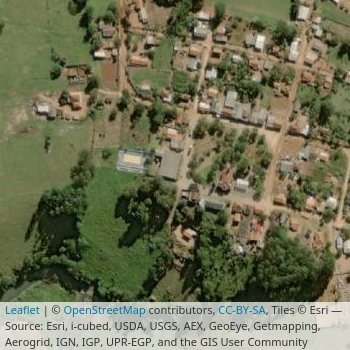 Leaflet | © OpenStreetMap contributors, CC-BY-SA, Tiles © Esri —
Source: Esri, i-cubed, USDA, USGS, AEX, GeoEye, Getmapping,
Aerogrid, IGN, IGP, UPR-EGP, and the GIS User Community